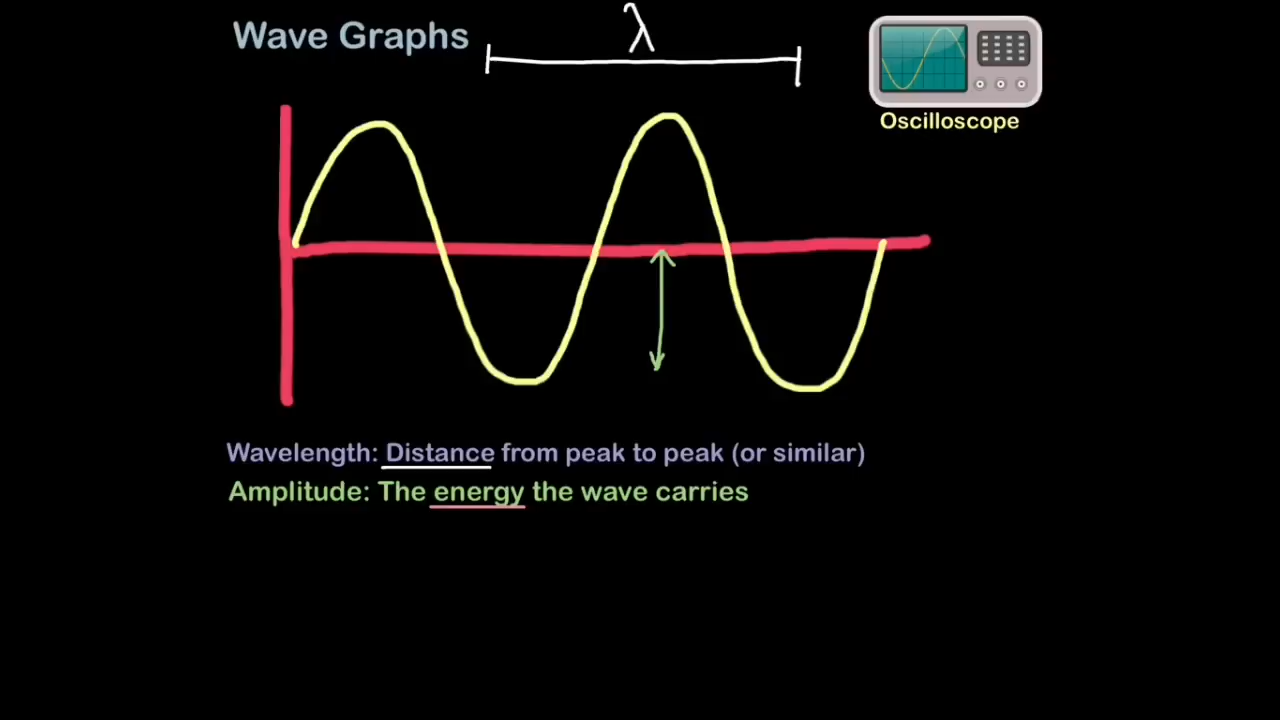 Wave Graphs
λ
Oscilloscope
Wavelength: Distance from peak to peak (or similar)
Amplitude: The energy the wave carries